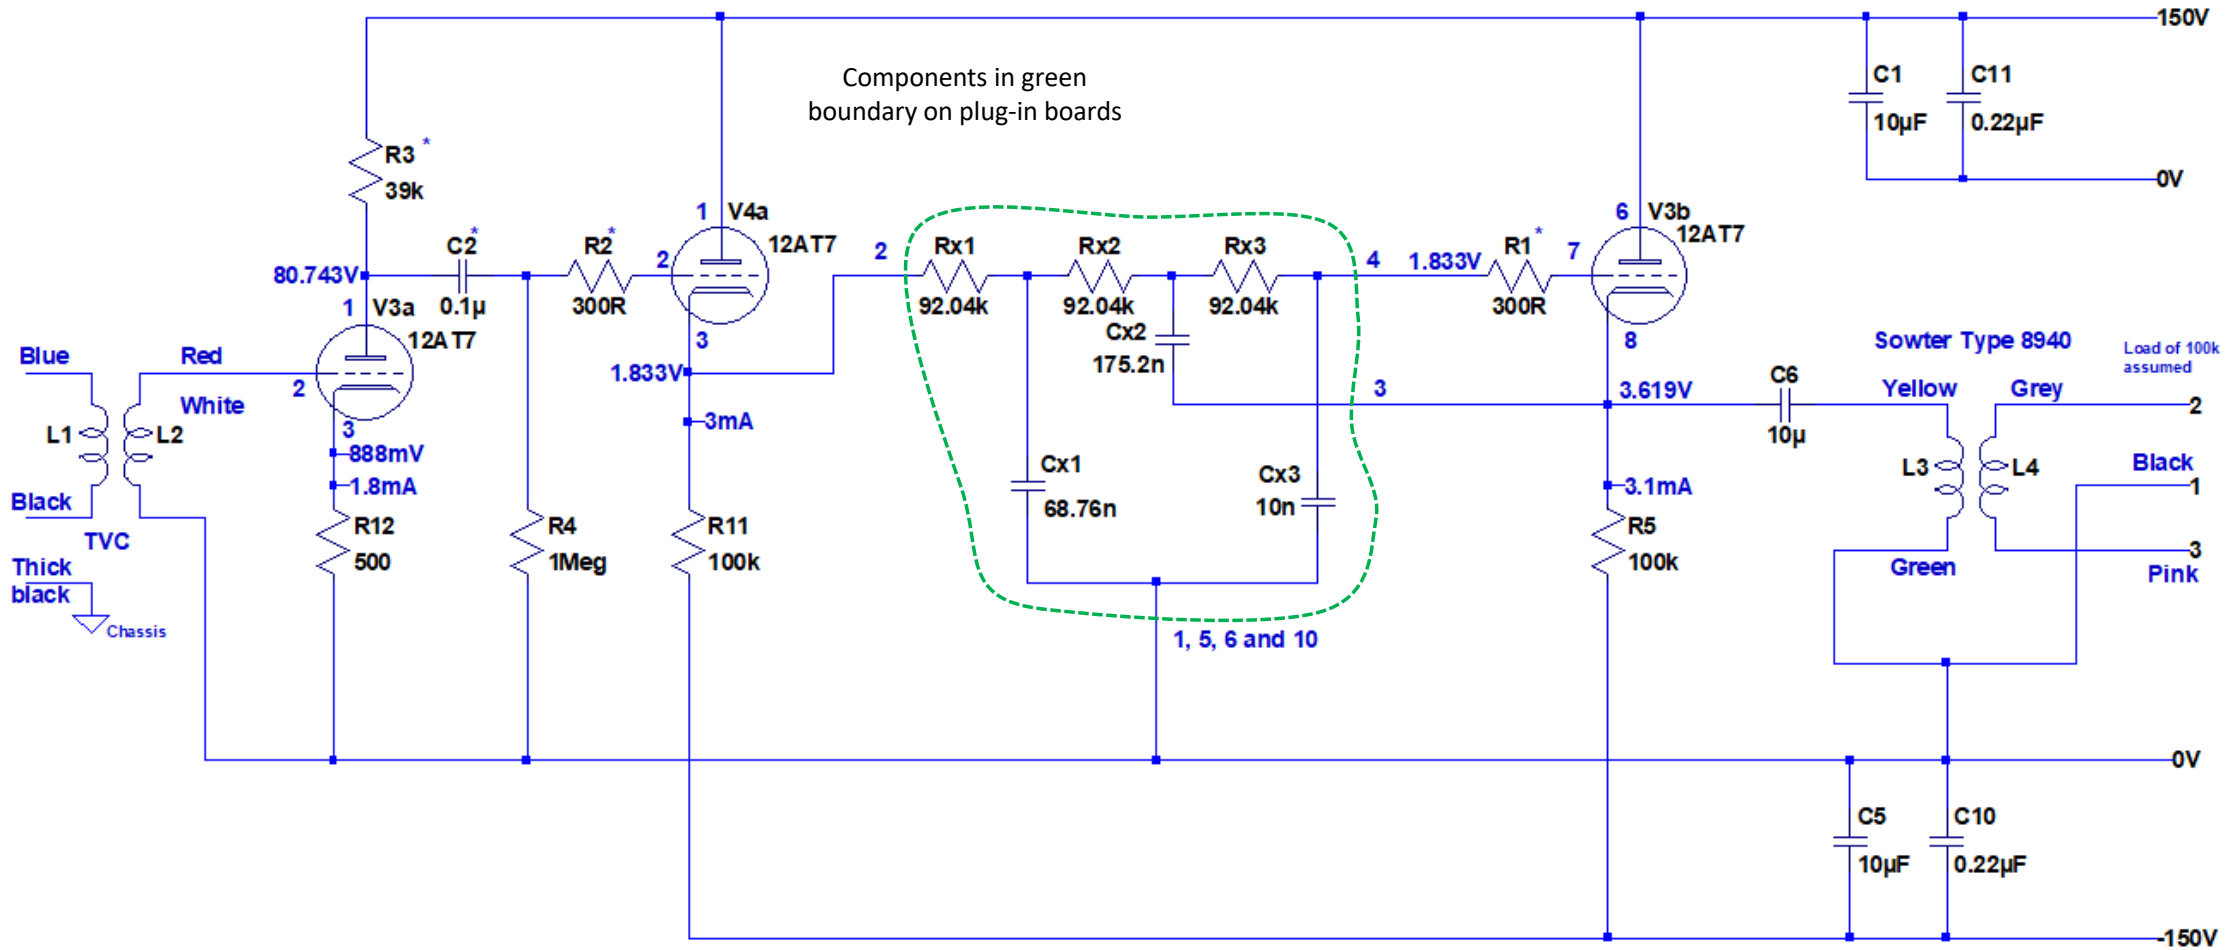 150V
Components in green
boundary on plug-in boards
C1
10µF
C11
0.22µF
0V
R3
*
39k
1
V4a
12AT7
6
V3b
12AT7
C2
*
0.1µ
R2
*
300R
2
2
Rx1
92.04k
Rx2
92.04k
Rx3
92.04k
4
1.833V
R1
*
300R
7
80.743V
1
V3a
12AT7
3
1.833V
Cx2
175.2n
8
Sowter Type 8940
Load of 100k
assumed
Blue
Red
White
2
3
3
3.619V
C6
10µ
Yellow
Grey
2
L1
L2
888mV
1.8mA
3mA
Cx1
68.76n
Cx3
10n
3.1mA
L3
L4
Black
1
Black
TVC
R12
500
R4
1Meg
R11
100k
R5
100k
Green
3
Pink
Thick
black
Chassis
1, 5, 6 and 10
0V
C5
10µF
C10
0.22µF
-150V